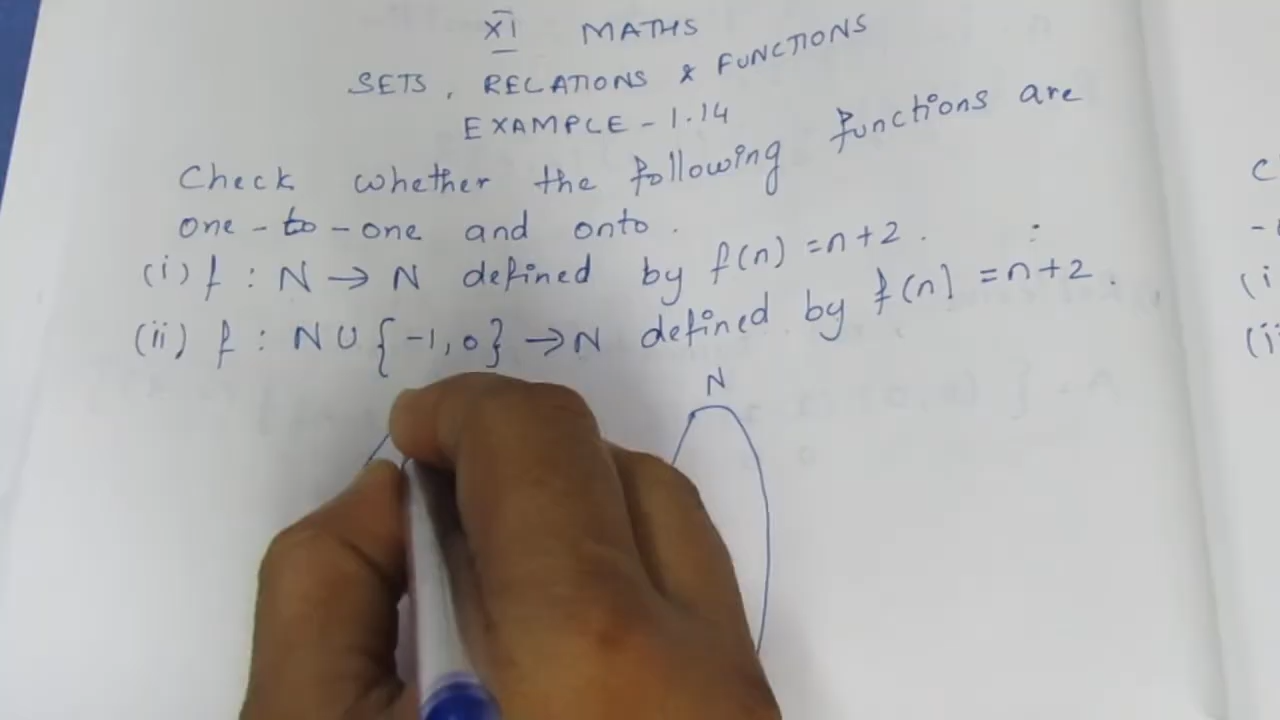 XI MATHS
SETS, RELATIONS & FUNCTIONS
EXAMPLE - 1.14
Check whether the following functions are
one-to-one and onto.
(i) f : N → N defined by f(n) = n+2.
(ii) f : N ∪ {-1, 0} → N defined by f(n] = n+2.
N
C
(i
(i